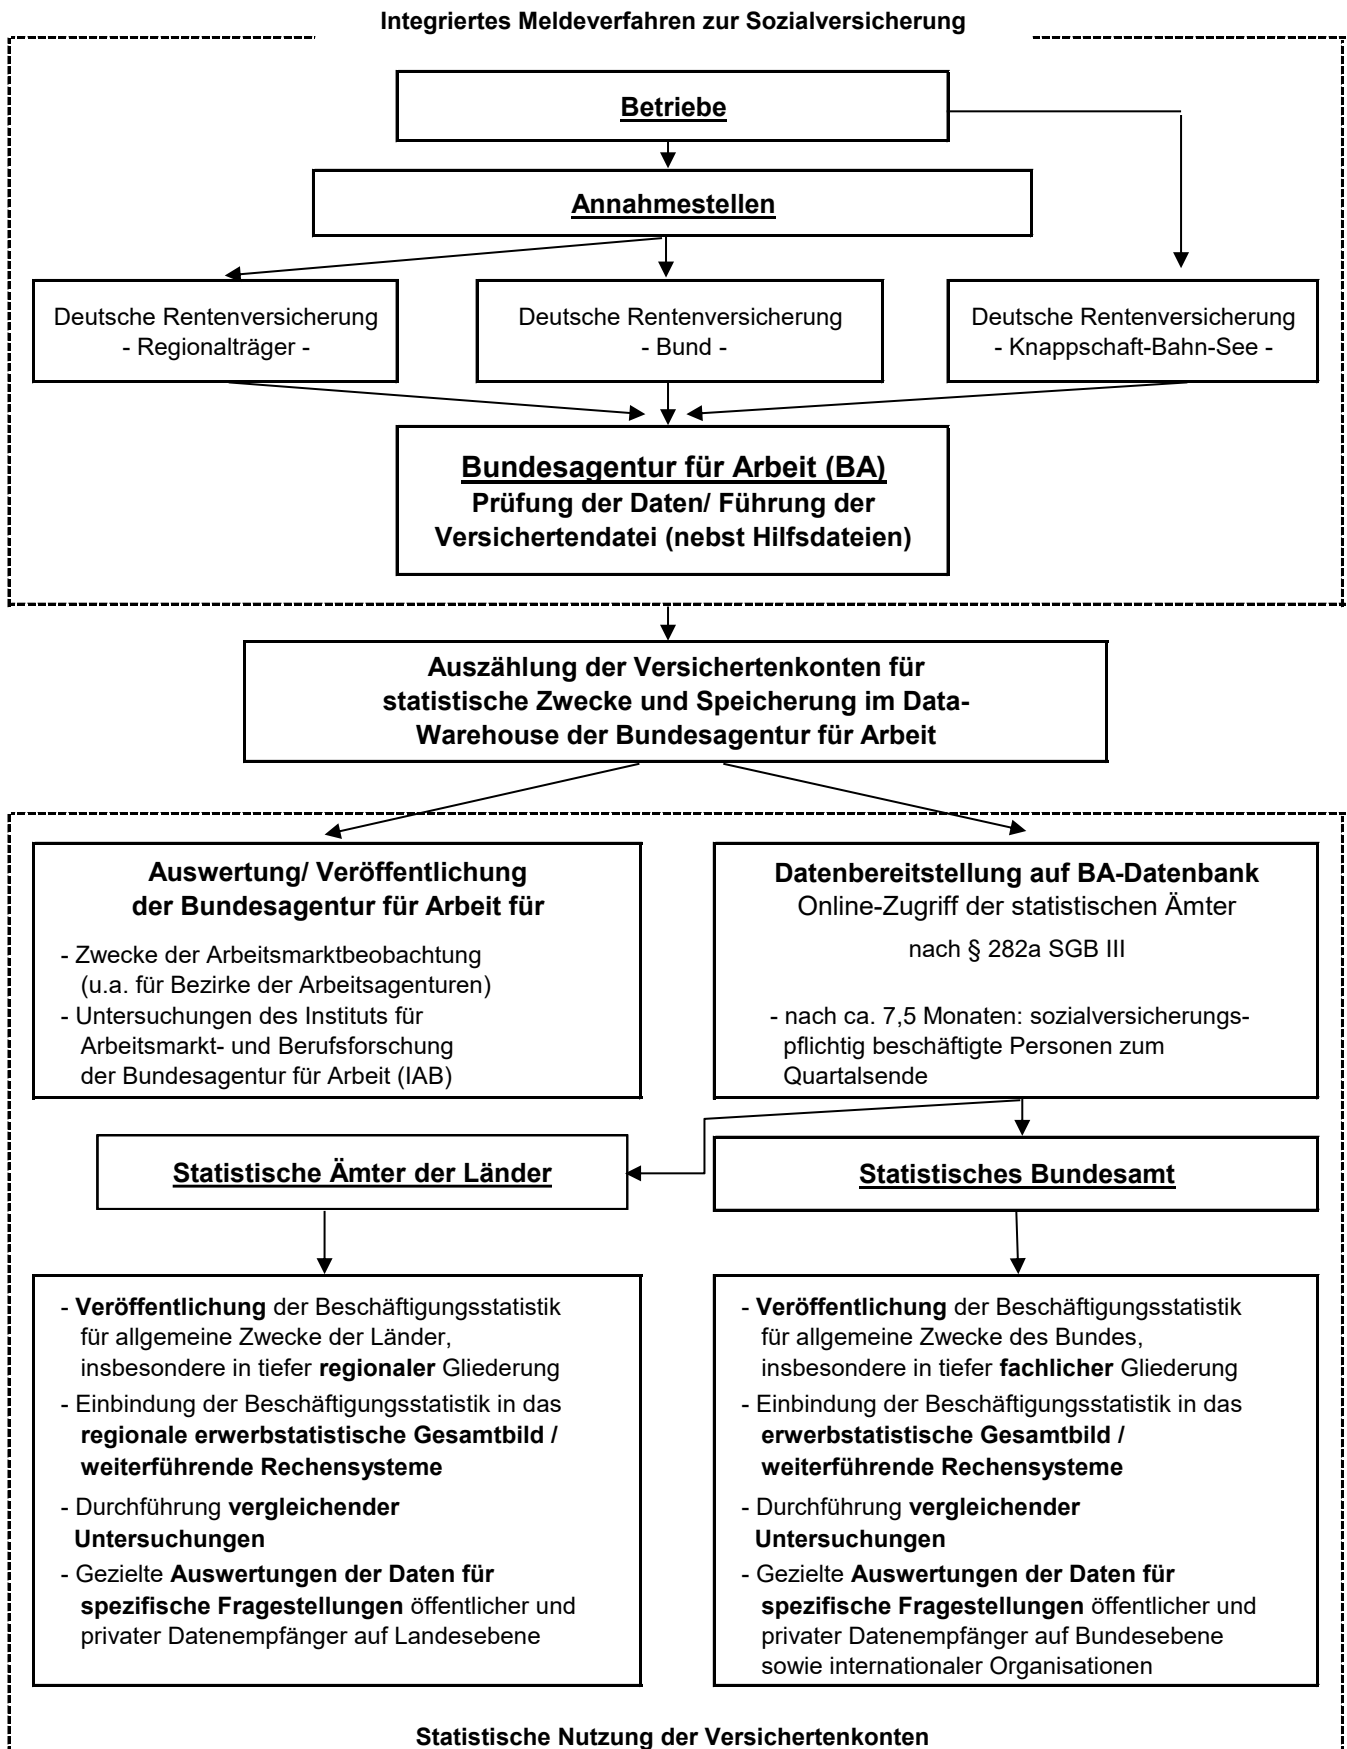 Integriertes Meldeverfahren zur Sozialversicherung
Betriebe
Annahmestellen
Deutsche Rentenversicherung
- Regionalträger -
Deutsche Rentenversicherung
- Bund -
Deutsche Rentenversicherung
- Knappschaft-Bahn-See -
Bundesagentur für Arbeit (BA)
Prüfung der Daten/ Führung der
Versichertendatei (nebst Hilfsdateien)
Auszählung der Versichertenkonten für
statistische Zwecke und Speicherung im Data-
Warehouse der Bundesagentur für Arbeit
Auswertung/ Veröffentlichung
der Bundesagentur für Arbeit für
- Zwecke der Arbeitsmarktbeobachtung
(u.a. für Bezirke der Arbeitsagenturen)
- Untersuchungen des Instituts für
Arbeitsmarkt- und Berufsforschung
der Bundesagentur für Arbeit (IAB)
Datenbereitstellung auf BA-Datenbank
Online-Zugriff der statistischen Ämter
nach § 282a SGB III
- nach ca. 7,5 Monaten: sozialversicherungs-
pflichtig beschäftigte Personen zum
Quartalsende
Statistische Ämter der Länder
Statistisches Bundesamt
- Veröffentlichung der Beschäftigungsstatistik
für allgemeine Zwecke der Länder,
insbesondere in tiefer regionaler Gliederung
- Einbindung der Beschäftigungsstatistik in das
regionale erwerbstatistische Gesamtbild /
weiterführende Rechensysteme
- Durchführung vergleichender
Untersuchungen
- Gezielte Auswertungen der Daten für
spezifische Fragestellungen öffentlicher und
privater Datenempfänger auf Landesebene
- Veröffentlichung der Beschäftigungsstatistik
für allgemeine Zwecke des Bundes,
insbesondere in tiefer fachlicher Gliederung
- Einbindung der Beschäftigungsstatistik in das
erwerbstatistische Gesamtbild /
weiterführende Rechensysteme
- Durchführung vergleichender
Untersuchungen
- Gezielte Auswertungen der Daten für
spezifische Fragestellungen öffentlicher und
privater Datenempfänger auf Bundesebene
sowie internationaler Organisationen
Statistische Nutzung der Versichertenkonten